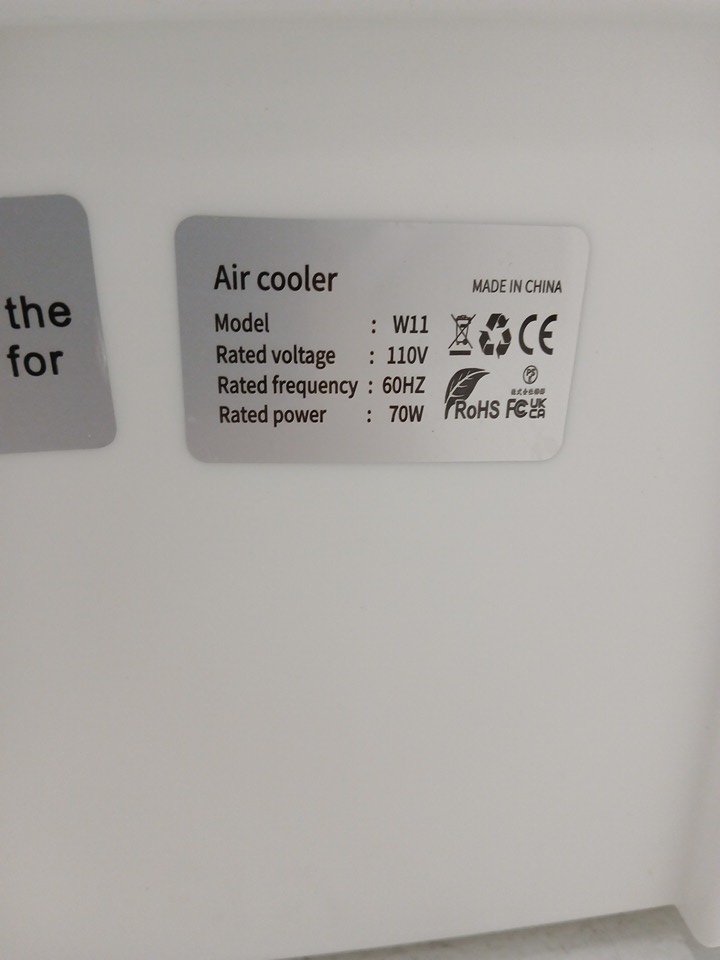 the
for
Air cooler
MADE IN CHINA
Model : W11
Rated voltage : 110V
Rated frequency : 60HZ
Rated power : 70W
CE
PS
RoHS FC UK
CA